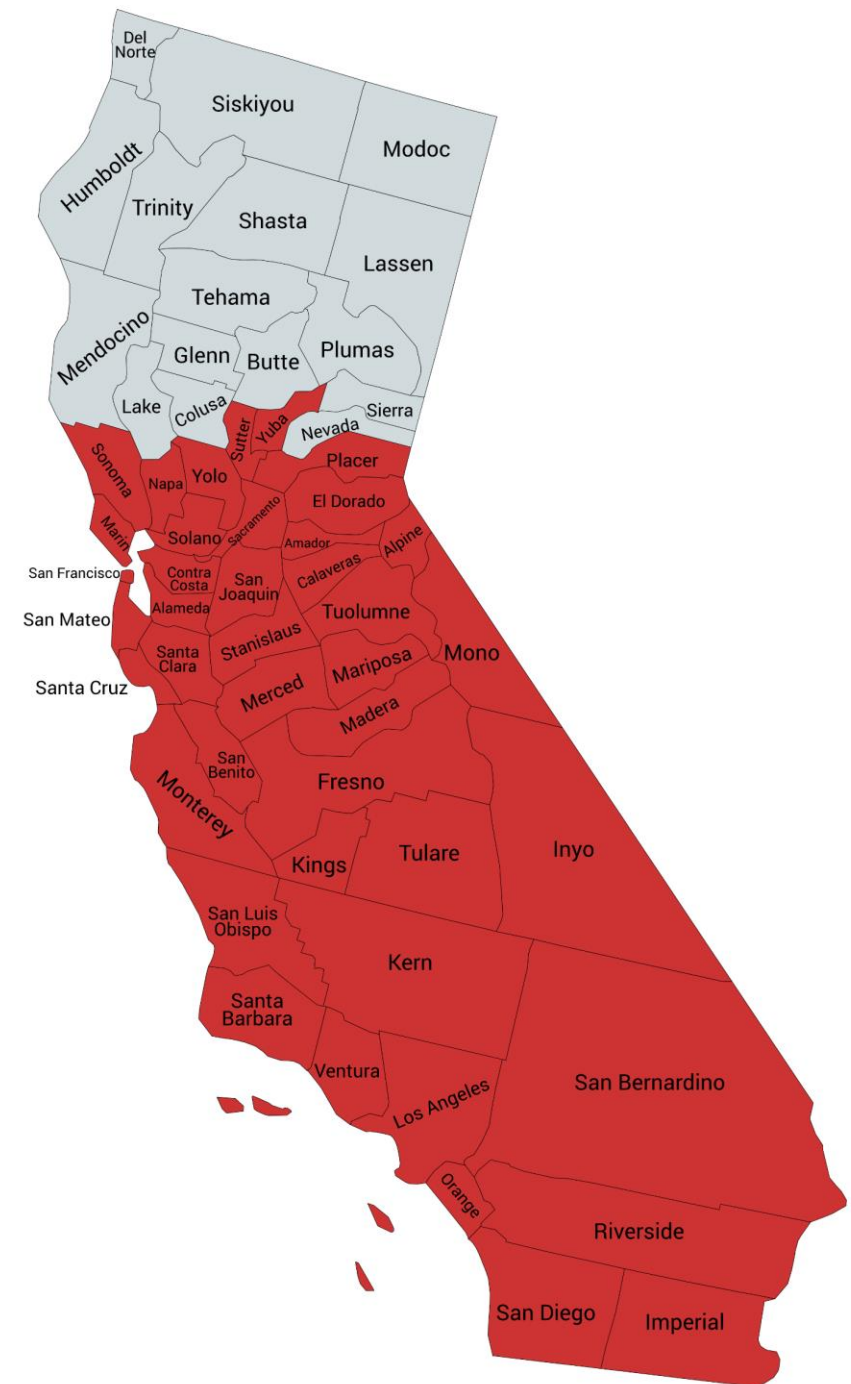 Del
Norte
Siskiyou
Modoc
Humboldt
Trinity
Shasta
Lassen
Tehama
Mendocino
Glenn
Butte
Plumas
Lake
Colusa
Sierra
Nevada
Sutter
Yuba
Sonoma
Napa
Yolo
Placer
El Dorado
Marin
Solano
Sacramento
Amador
Alpine
San Francisco
Contra
Costa
San
Joaquin
Calaveras
Alameda
Tuolumne
San Mateo
Stanislaus
Santa
Clara
Mono
Mariposa
Santa Cruz
Merced
Madera
San
Benito
Fresno
Monterey
Kings
Tulare
Inyo
San Luis
Obispo
Kern
Santa
Barbara
Ventura
Los Angeles
San Bernardino
Orange
Riverside
San Diego
Imperial